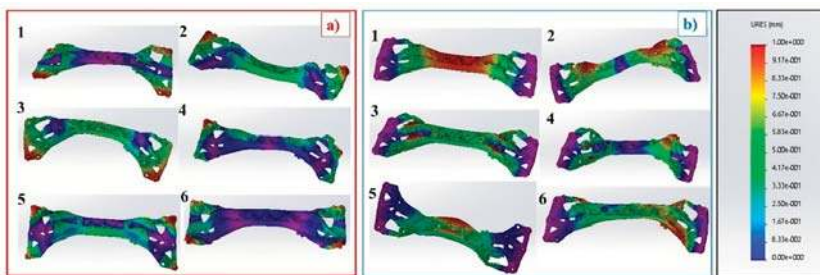 a)
1
2
3
4
5
6
b)
1
2
3
4
5
6
URES (mm)
1.00e+000
9.17e-001
8.33e-001
7.50e-001
6.67e-001
5.83e-001
5.00e-001
4.17e-001
3.33e-001
2.50e-001
1.67e-001
8.33e-002
0.00e+000